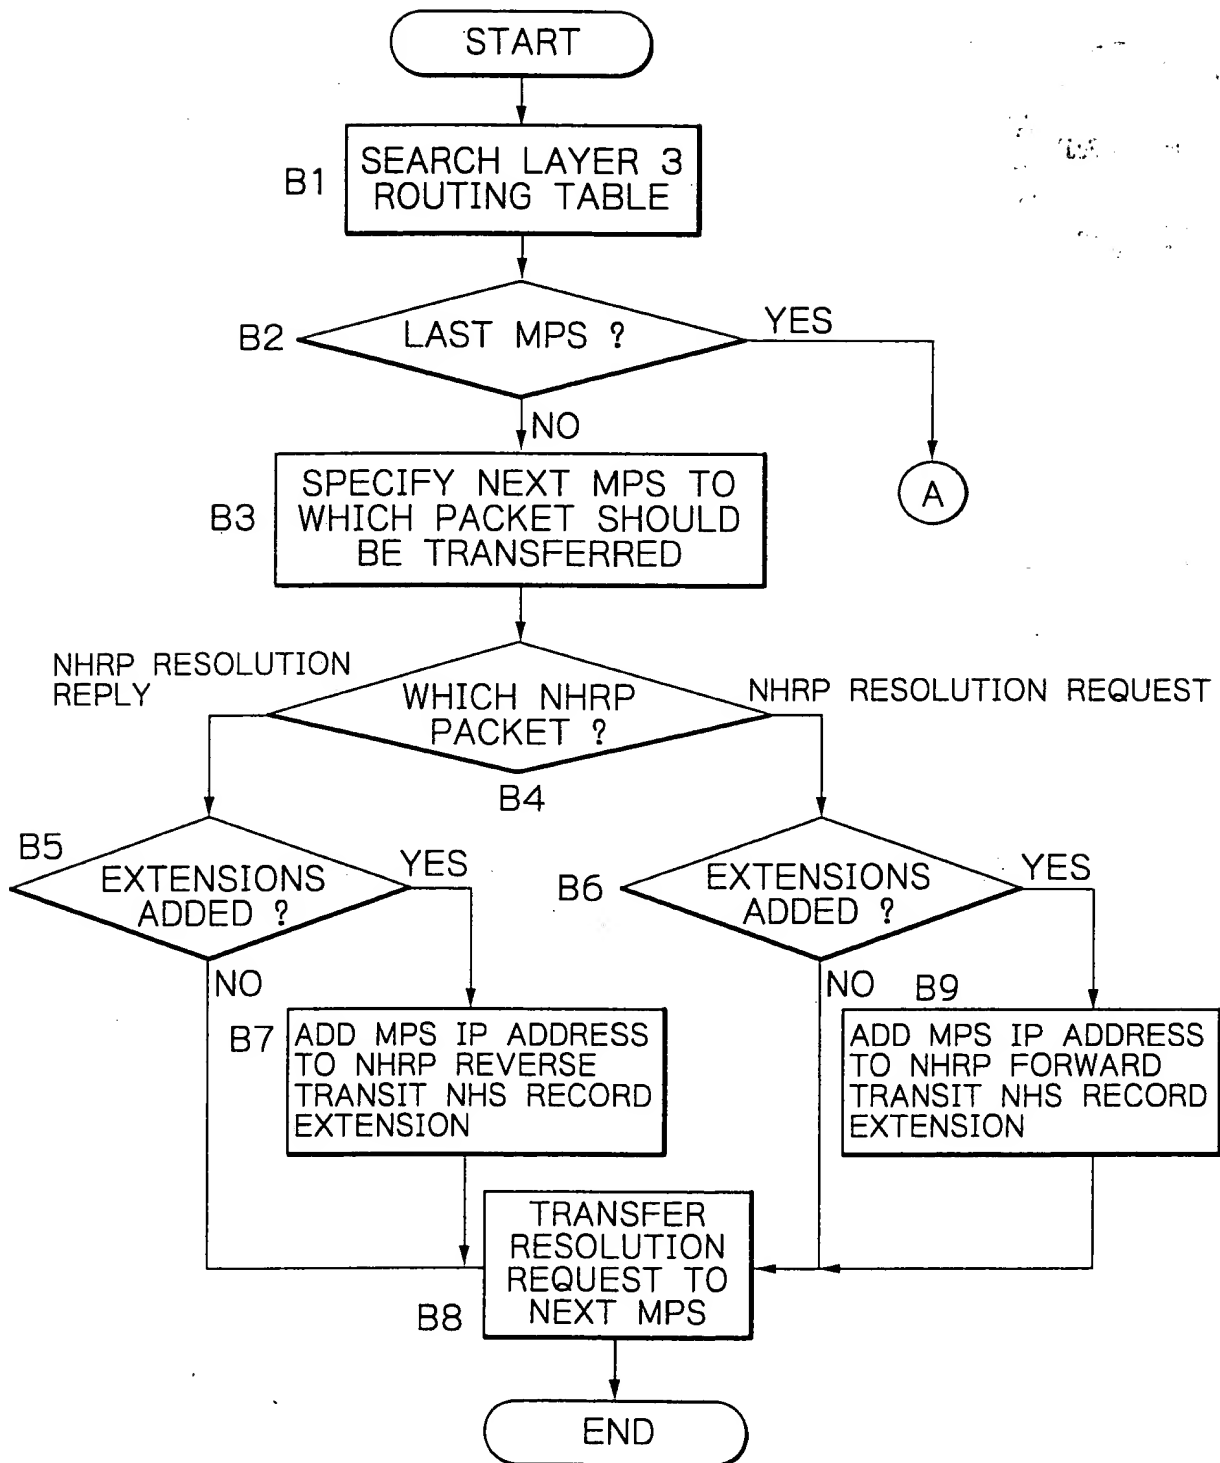 START
B1
SEARCH LAYER 3
ROUTING TABLE
B2
LAST MPS ?
YES
NO
A
B3
SPECIFY NEXT MPS TO
WHICH PACKET SHOULD
BE TRANSFERRED
NHRP RESOLUTION
REPLY
WHICH NHRP
PACKET ?
NHRP RESOLUTION REQUEST
B4
B5
EXTENSIONS
ADDED ?
YES
NO
B6
EXTENSIONS
ADDED ?
YES
NO
B7
ADD MPS IP ADDRESS
TO NHRP REVERSE
TRANSIT NHS RECORD
EXTENSION
B9
ADD MPS IP ADDRESS
TO NHRP FORWARD
TRANSIT NHS RECORD
EXTENSION
B8
TRANSFER
RESOLUTION
REQUEST TO
NEXT MPS
END